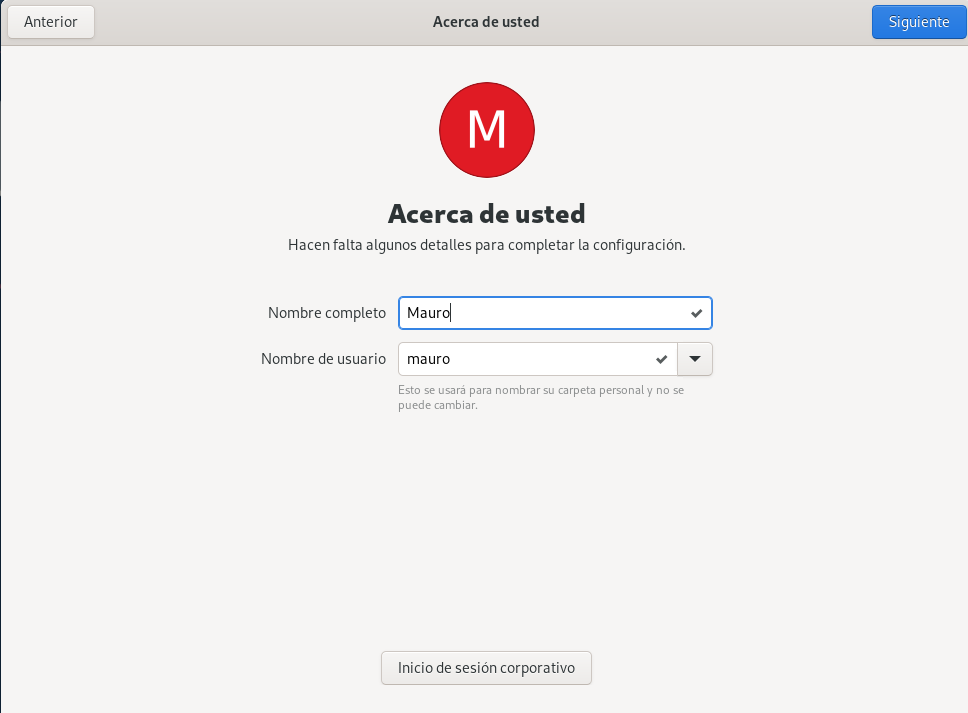 Anterior
Acerca de usted
Siguiente
M
Acerca de usted
Hacen falta algunos detalles para completar la configuración.
Nombre completo
Mauro
Nombre de usuario
mauro
Esto se usará para nombrar su carpeta personal y no se
puede cambiar.
Inicio de sesión corporativo